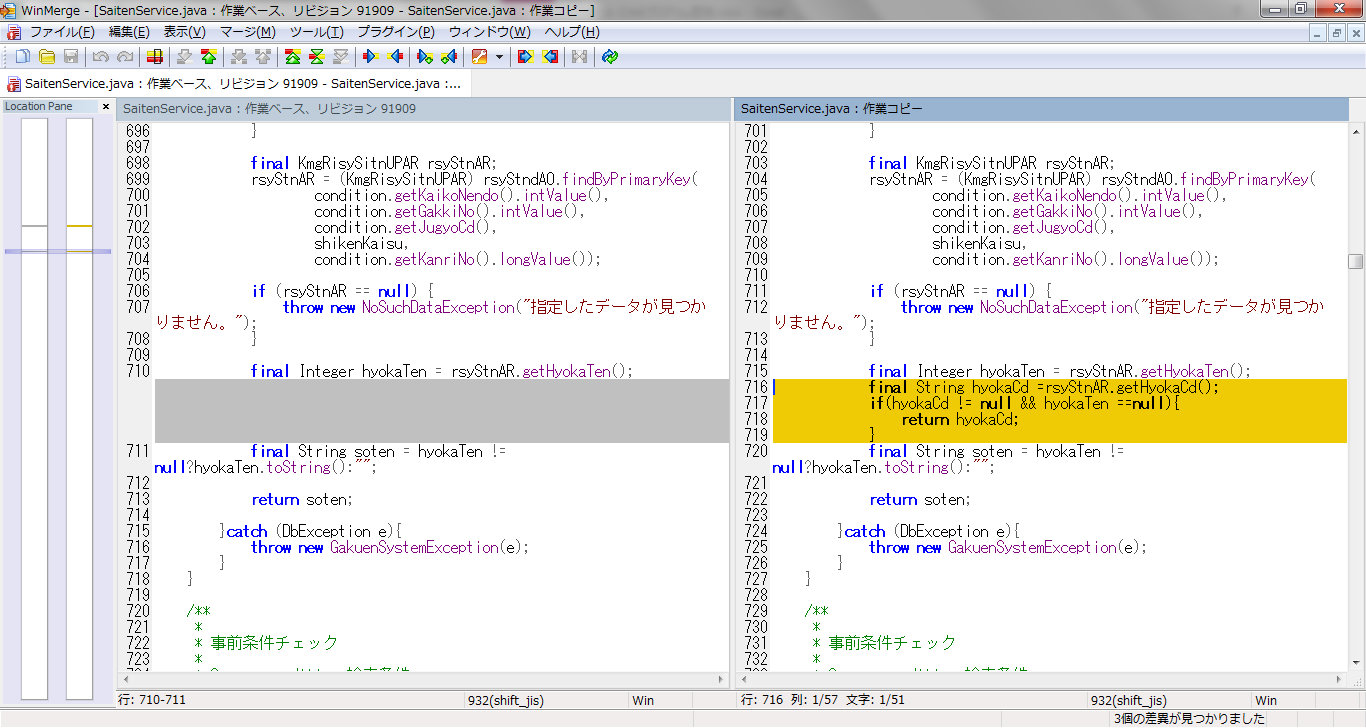 WinMerge - [SaitenService.java：作業ベース、リビジョン 91909 - SaitenService.java：作業コピー]
ファイル(F) 編集(E) 表示(V) マージ(M) ツール(T) プラグイン(P) ウィンドウ(W) ヘルプ(H)
SaitenService.java：作業ベース、リビジョン 91909 - SaitenService.java：...
Location Pane
SaitenService.java：作業ベース、リビジョン 91909
696 }
697
698 final KmgRisySitnUPAR rsyStnAR;
699 rsyStnAR = (KmgRisySitnUPAR) rsyStndAO.findByPrimaryKey(
700 condition.getKaikoNendo().intValue(),
701 condition.getGakkiNo().intValue(),
702 condition.getJugyoCd(),
703 shikenKaisu,
704 condition.getKanriNo().longValue());
705
706 if (rsyStnAR == null) {
707 throw new NoSuchDataException("指定したデータが見つか
りません。");
708 }
709
710 final Integer hyokaTen = rsyStnAR.getHyokaTen();
711 final String soten = hyokaTen !=
null?hyokaTen.toString():"";
712
713 return soten;
714
715 }catch (DbException e){
716 throw new GakuenSystemException(e);
717 }
718 }
719
720 /**
721 *
722 * 事前条件チェック
723 *
行: 710-711 932(shift_jis) Win
SaitenService.java：作業コピー
701 }
702
703 final KmgRisySitnUPAR rsyStnAR;
704 rsyStnAR = (KmgRisySitnUPAR) rsyStndAO.findByPrimaryKey(
705 condition.getKaikoNendo().intValue(),
706 condition.getGakkiNo().intValue(),
707 condition.getJugyoCd(),
708 shikenKaisu,
709 condition.getKanriNo().longValue());
710
711 if (rsyStnAR == null) {
712 throw new NoSuchDataException("指定したデータが見つか
りません。");
713 }
714
715 final Integer hyokaTen = rsyStnAR.getHyokaTen();
716 final String hyokaCd =rsyStnAR.getHyokaCd();
717 if(hyokaCd != null && hyokaTen ==null){
718 return hyokaCd;
719 }
720 final String soten = hyokaTen !=
null?hyokaTen.toString():"";
721
722 return soten;
723
724 }catch (DbException e){
725 throw new GakuenSystemException(e);
726 }
727 }
728
729 /**
730 *
731 * 事前条件チェック
732 *
行: 716 列: 1/57 文字: 1/51 932(shift_jis) Win
3個の差異が見つかりました